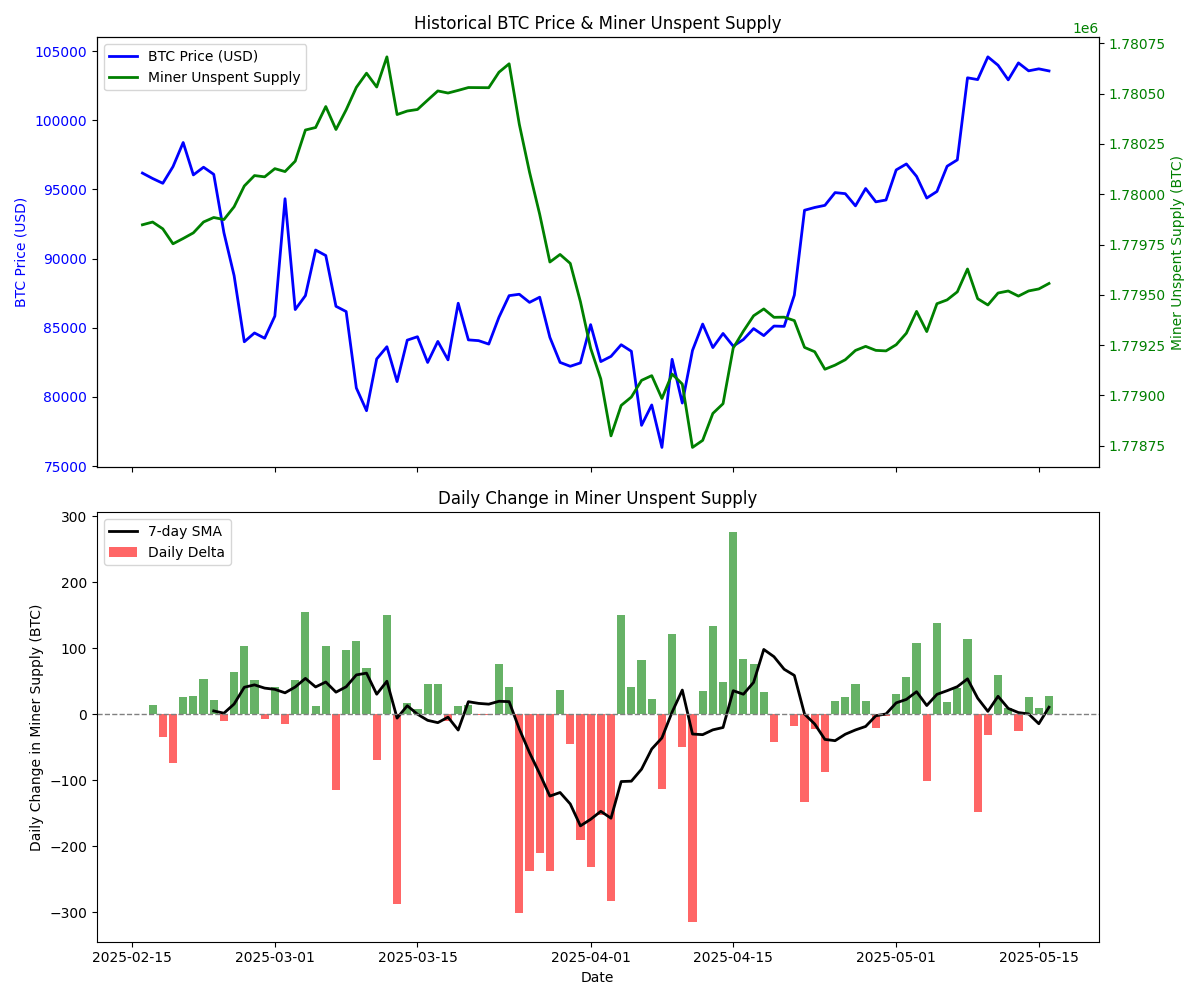 Historical BTC Price & Miner Unspent Supply
1e6
BTC Price (USD)
Miner Unspent Supply
105000
100000
95000
90000
85000
80000
75000
BTC Price (USD)
1.78075
1.78050
1.78025
1.78000
1.77975
1.77950
1.77925
1.77900
1.77875
Miner Unspent Supply (BTC)
Daily Change in Miner Unspent Supply
7-day SMA
Daily Delta
300
200
100
0
−100
−200
−300
Daily Change in Miner Supply (BTC)
2025-02-15 2025-03-01 2025-03-15 2025-04-01 2025-04-15 2025-05-01 2025-05-15
Date